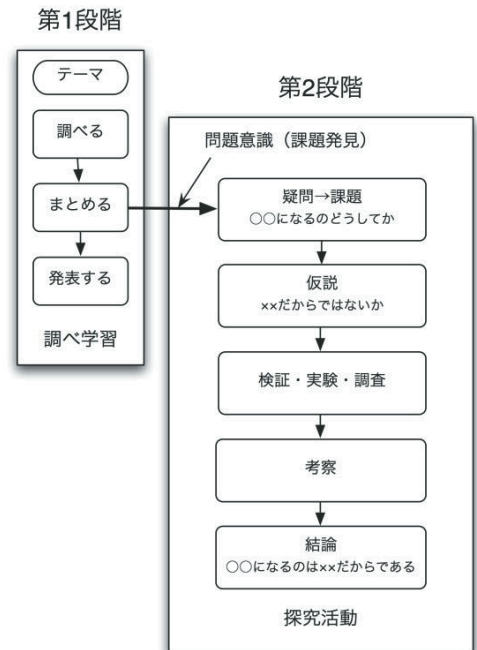 第1段階
テーマ
調べる
まとめる
発表する
調べ学習
第2段階
問題意識（課題発見）
疑問→課題
○○になるのどうしてか
仮説
××だからではないか
検証・実験・調査
考察
結論
○○になるのは××だからである
探究活動